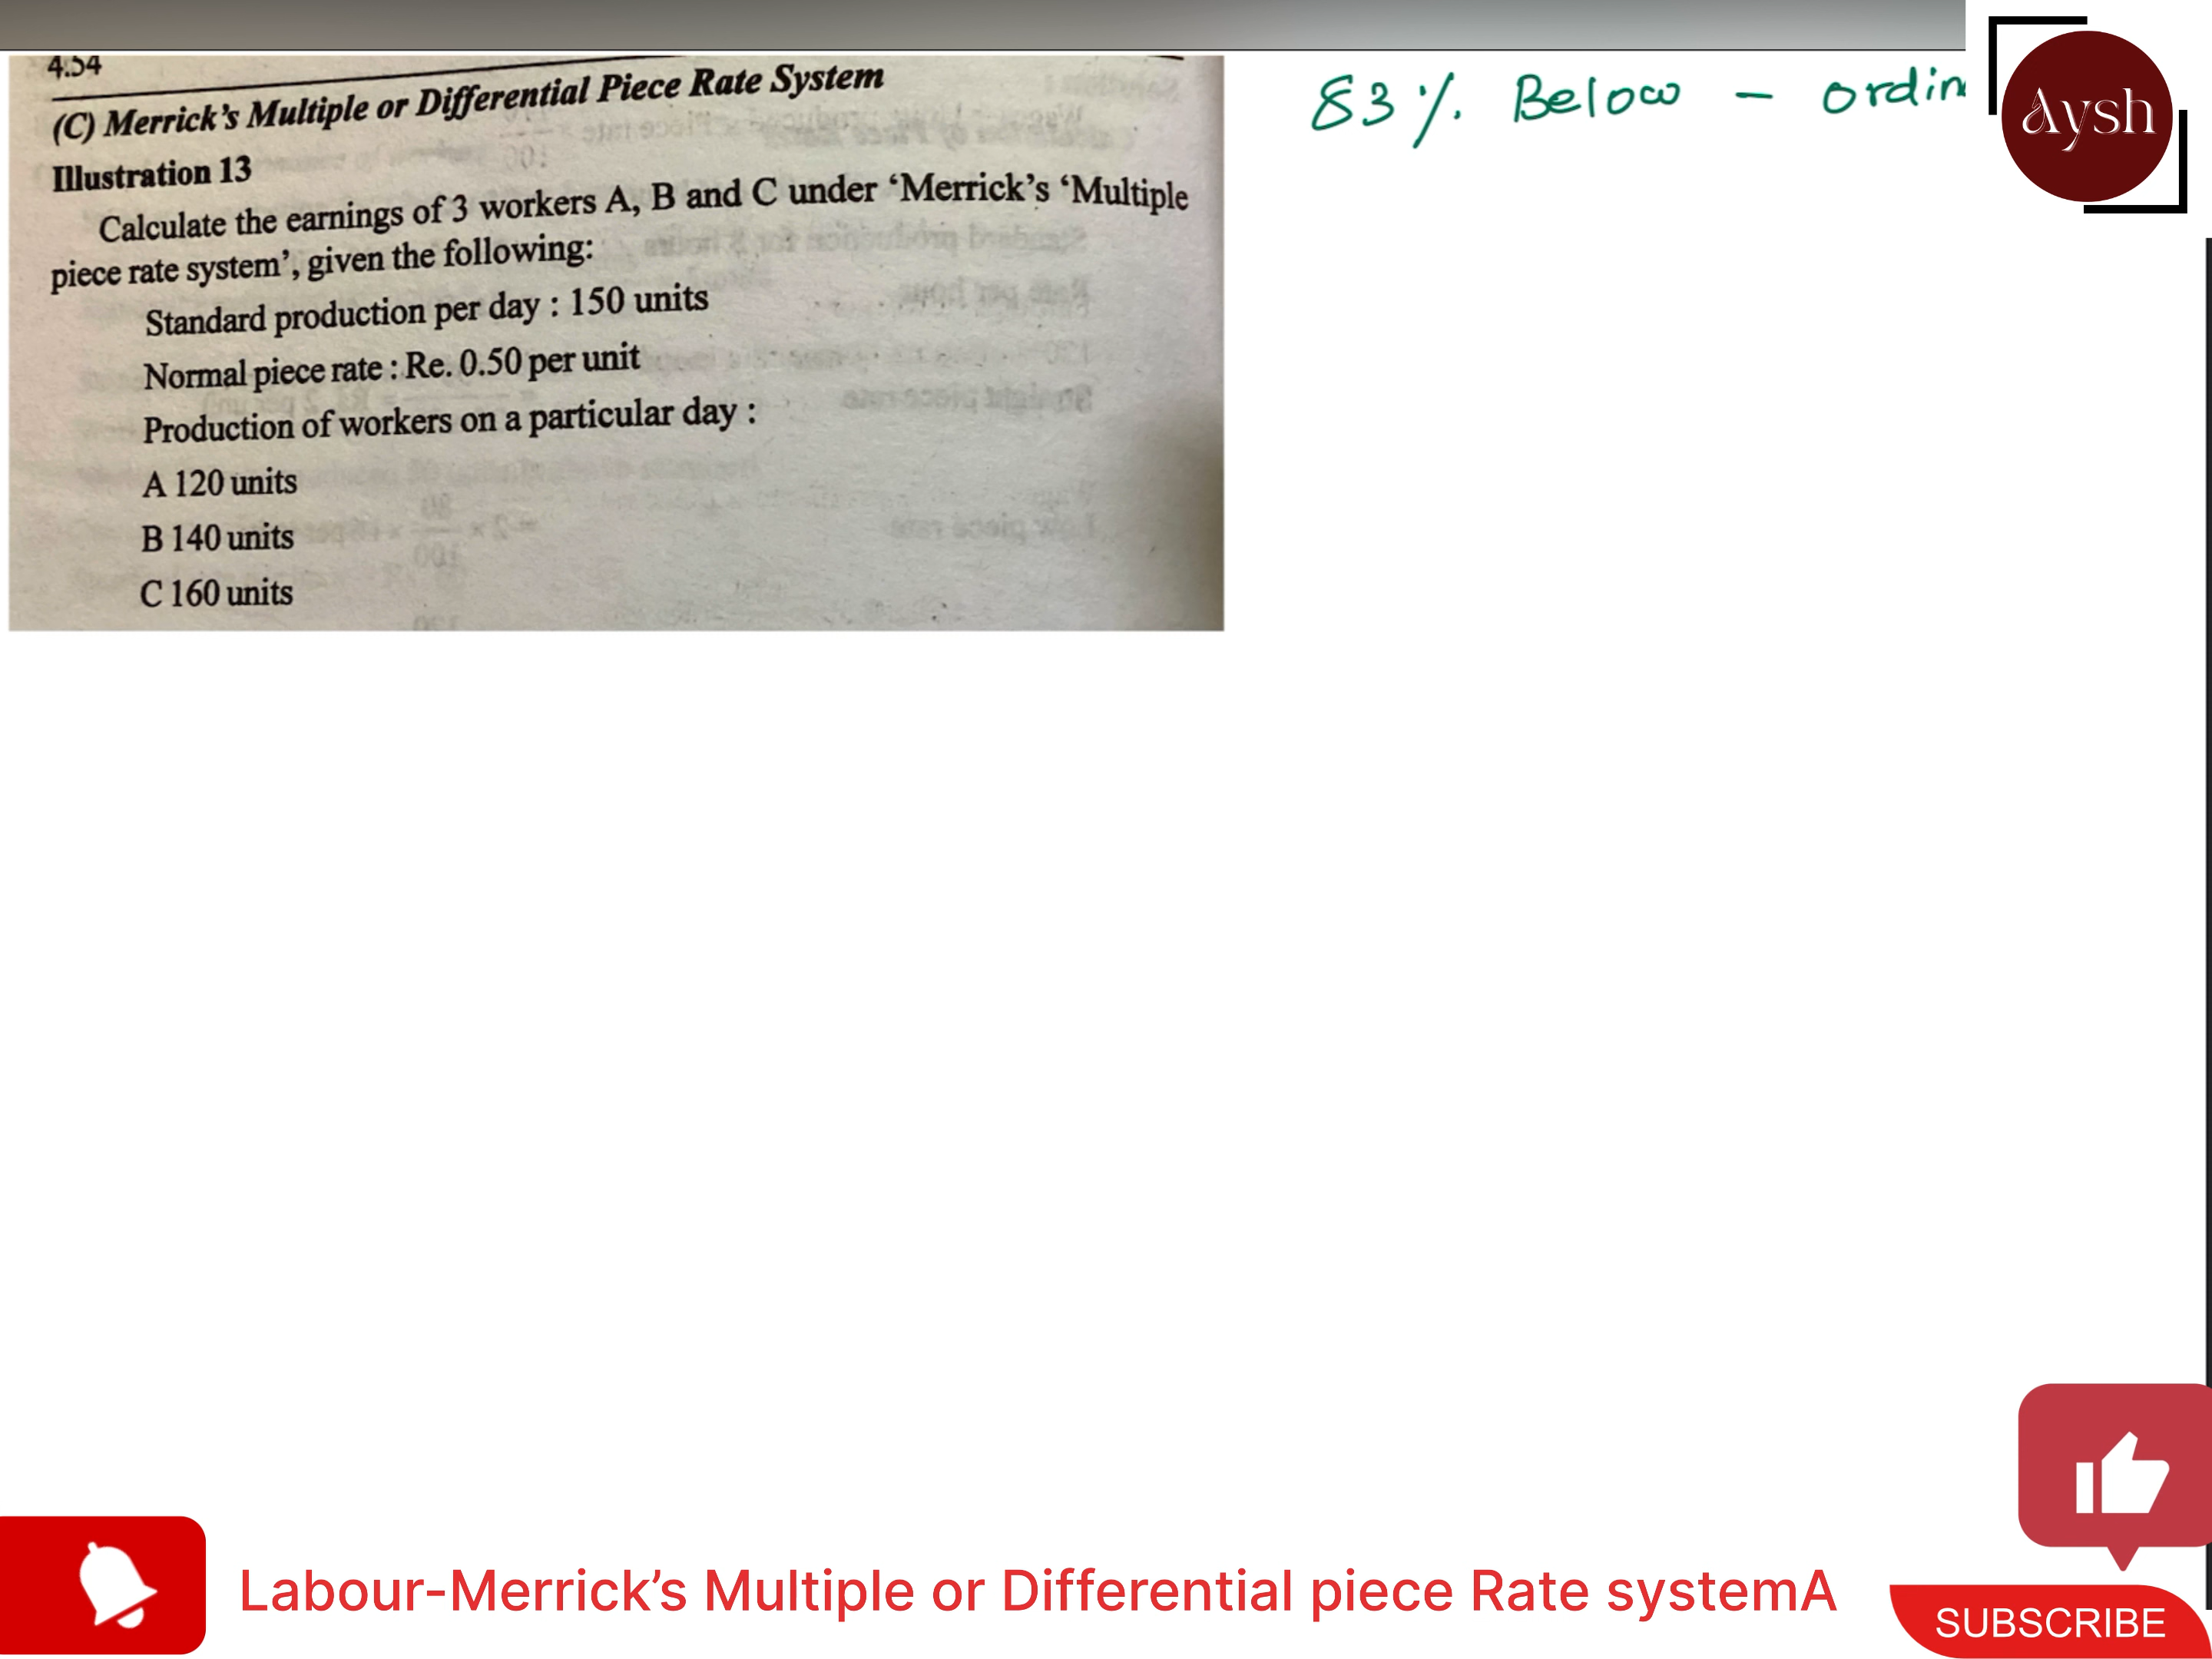 4.54
(C) Merrick's Multiple or Differential Piece Rate System
Illustration 13
Calculate the earnings of 3 workers A, B and C under 'Merrick's 'Multiple
piece rate system', given the following:
Standard production per day : 150 units
Normal piece rate : Re. 0.50 per unit
Production of workers on a particular day :
A 120 units
B 140 units
C 160 units
83 % Below - ordin
Aysh
Labour-Merrick's Multiple or Differential piece Rate systemA
SUBSCRIBE